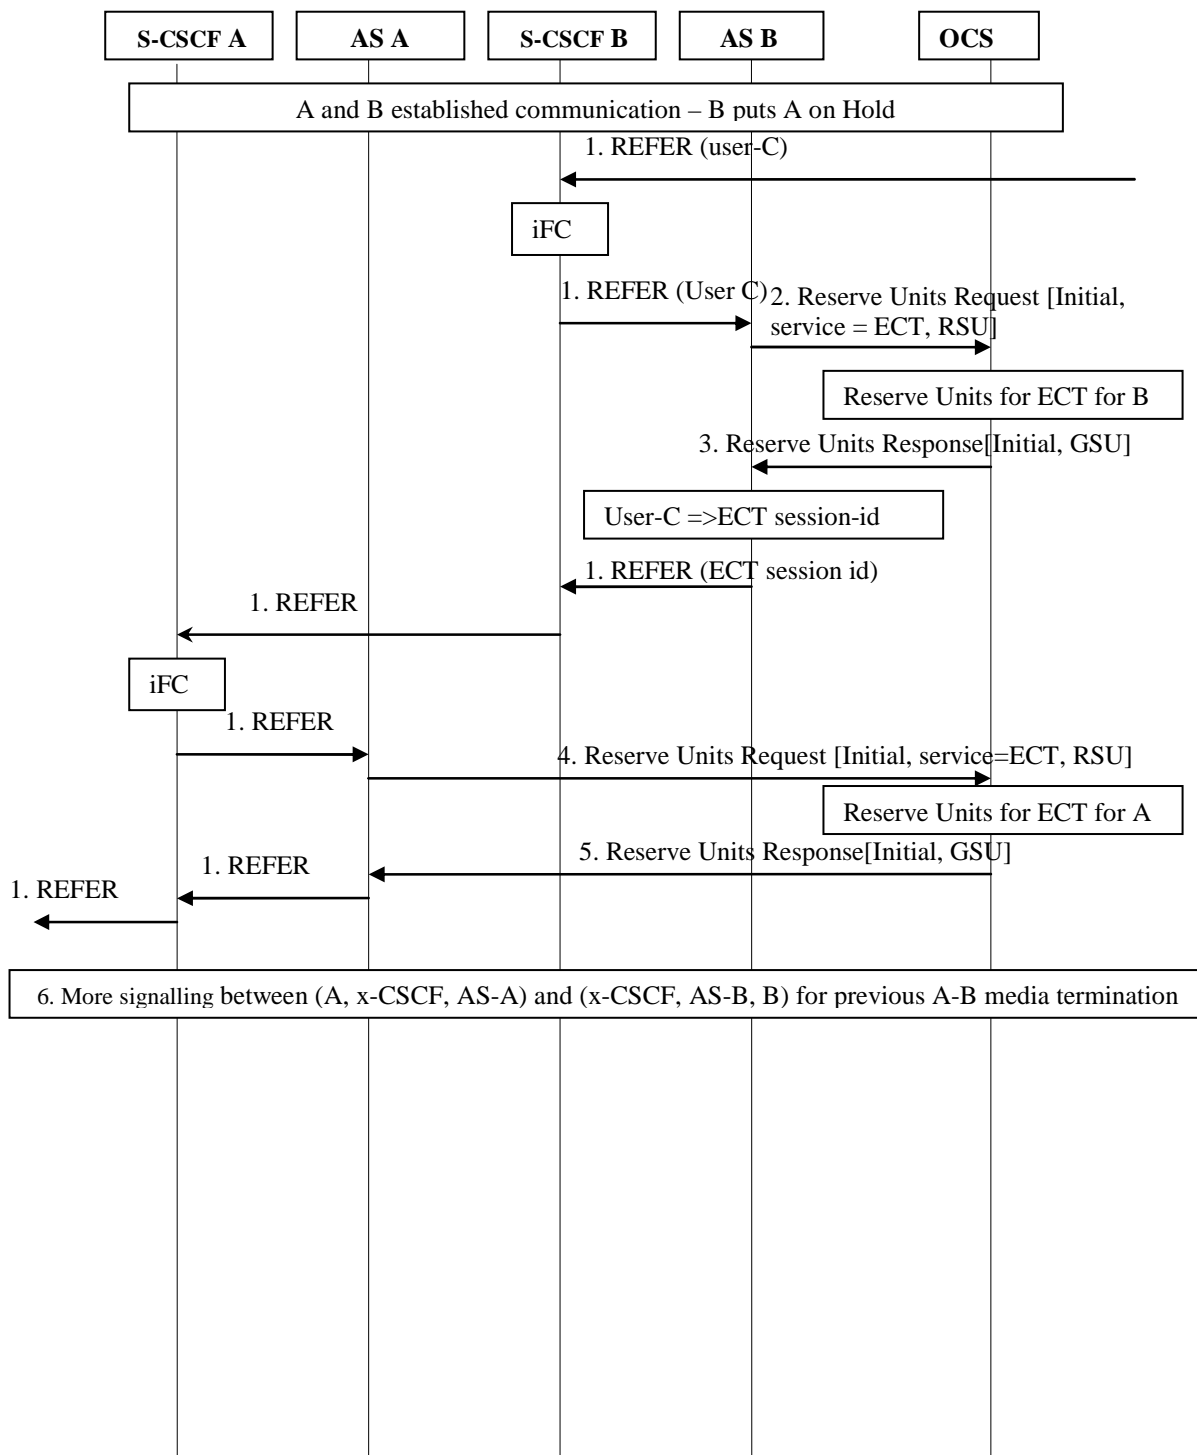 S-CSCF A
AS A
S-CSCF B
AS B
OCS
A and B established communication – B puts A on Hold
1. REFER (user-C)
iFC
1. REFER (User C)
2. Reserve Units Request [Initial,
service = ECT, RSU]
Reserve Units for ECT for B
3. Reserve Units Response[Initial, GSU]
User-C =>ECT session-id
1. REFER (ECT session id)
1. REFER
iFC
1. REFER
4. Reserve Units Request [Initial, service=ECT, RSU]
Reserve Units for ECT for A
5. Reserve Units Response[Initial, GSU]
1. REFER
1. REFER
6. More signalling between (A, x-CSCF, AS-A) and (x-CSCF, AS-B, B) for previous A-B media termination